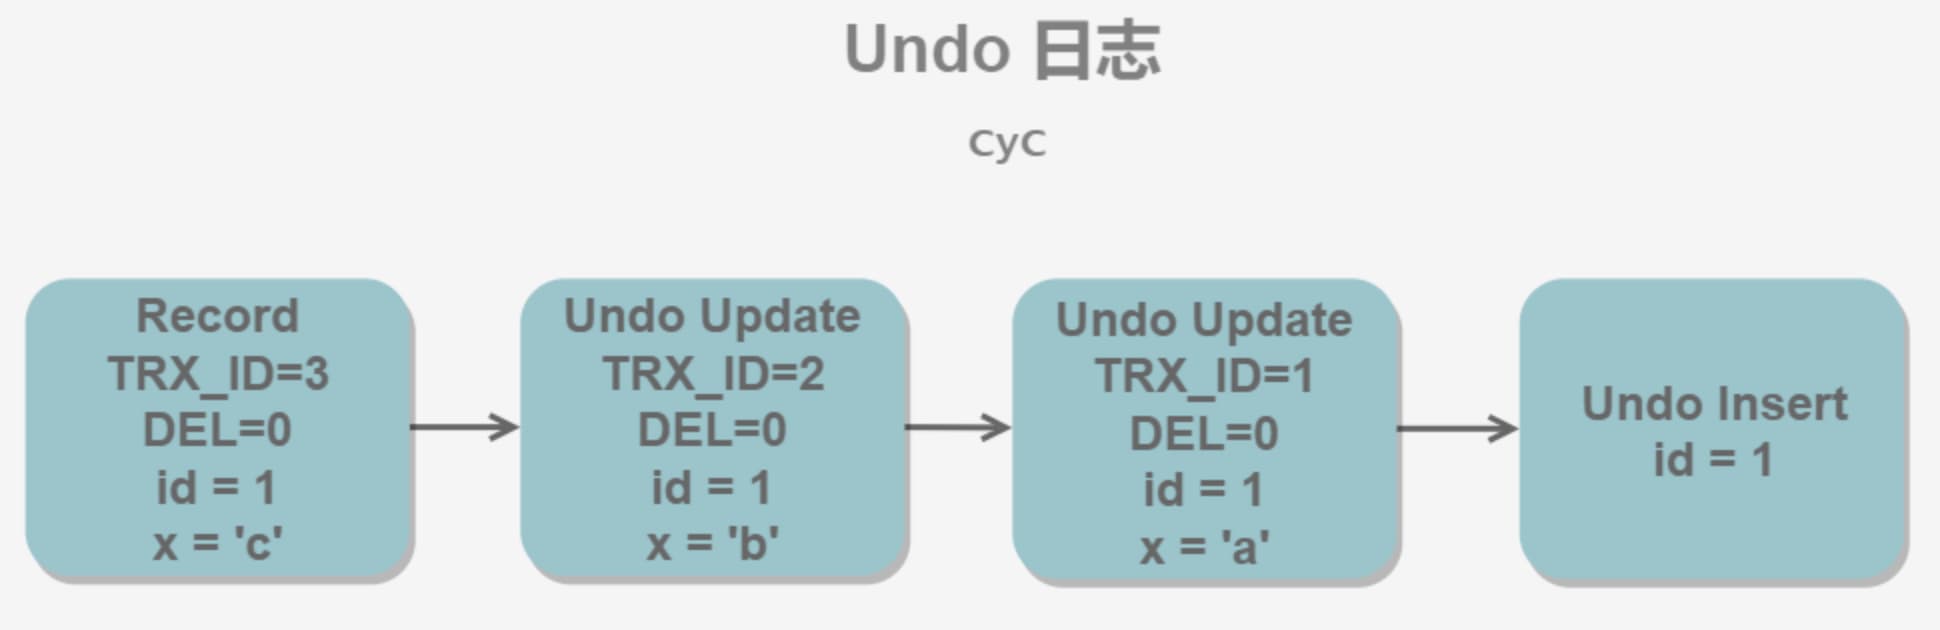 Undo 日志
CyC
Record
TRX_ID=3
DEL=0
id = 1
x = 'c'
Undo Update
TRX_ID=2
DEL=0
id = 1
x = 'b'
Undo Update
TRX_ID=1
DEL=0
id = 1
x = 'a'
Undo Insert
id = 1